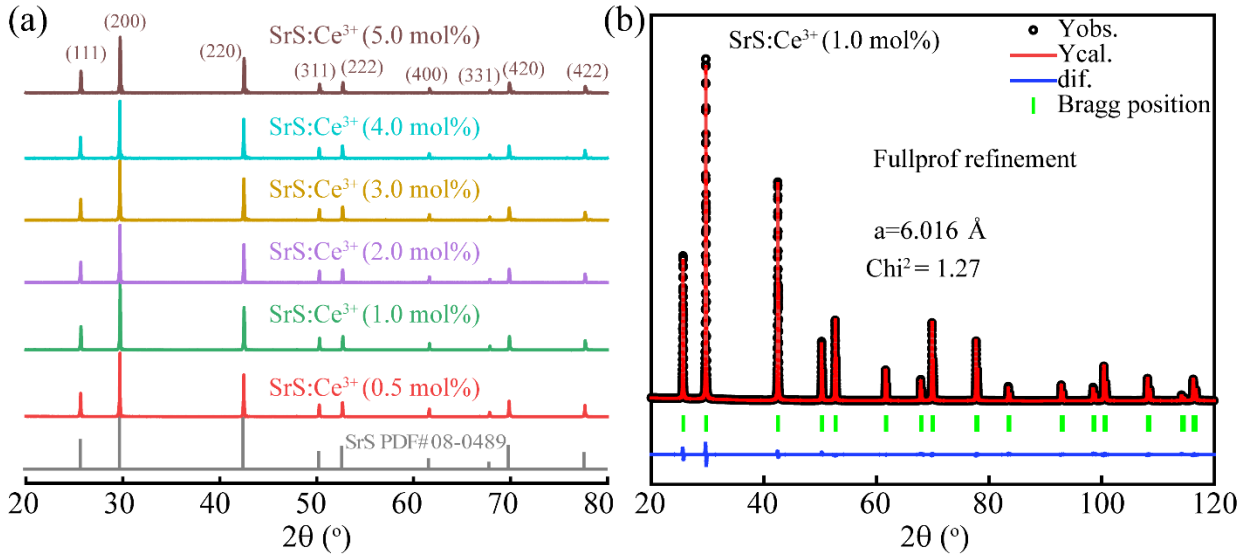 (a)
(111)
(200)
(220)
(311)
(222)
(400)
(331)
(420)
(422)
SrS:Ce³⁺ (5.0 mol%)
SrS:Ce³⁺ (4.0 mol%)
SrS:Ce³⁺ (3.0 mol%)
SrS:Ce³⁺ (2.0 mol%)
SrS:Ce³⁺ (1.0 mol%)
SrS:Ce³⁺ (0.5 mol%)
SrS PDF#08-0489
20 30 40 50 60 70 80
2θ (°)
(b)
SrS:Ce³⁺ (1.0 mol%)
Yobs.
Ycal.
dif.
Bragg position
Fullprof refinement
a=6.016 Å
Chi² = 1.27
20 40 60 80 100 120
2θ (°)